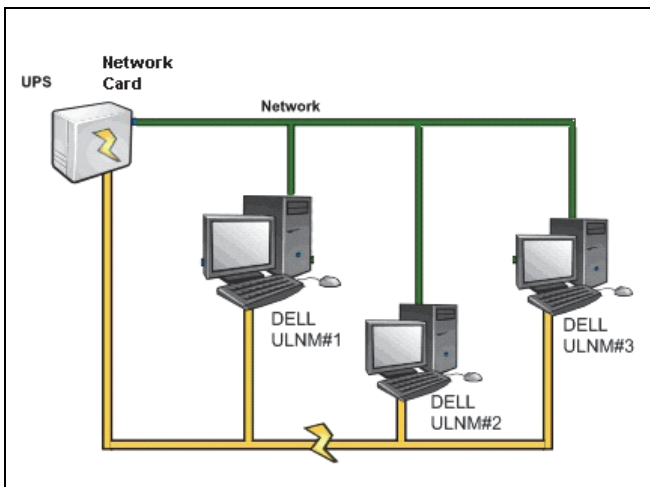 UPS
Network
Card
Network
DELL
ULNM#1
DELL
ULNM#2
DELL
ULNM#3